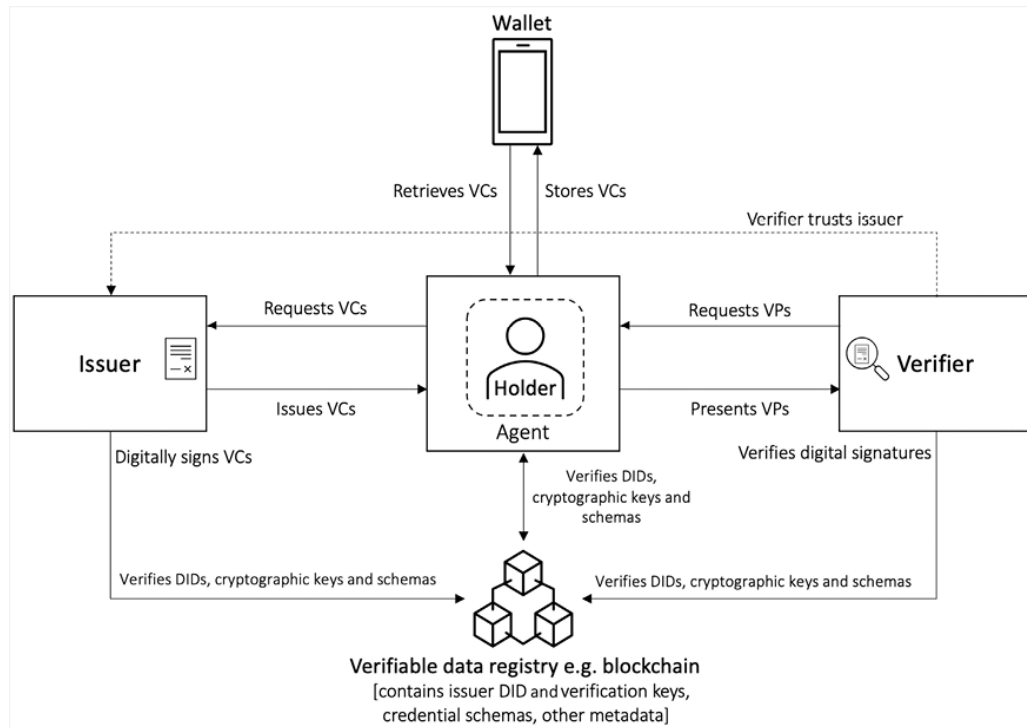 Wallet
Retrieves VCs
Stores VCs
Verifier trusts issuer
Requests VCs
Requests VPs
Issuer
Holder
Verifier
Issues VCs
Presents VPs
Agent
Digitally signs VCs
Verifies digital signatures
Verifies DIDs,
cryptographic keys and
schemas
Verifies DIDs, cryptographic keys and schemas
Verifies DIDs, cryptographic keys and schemas
Verifiable data registry e.g. blockchain
[contains issuer DID and verification keys,
credential schemas, other metadata]